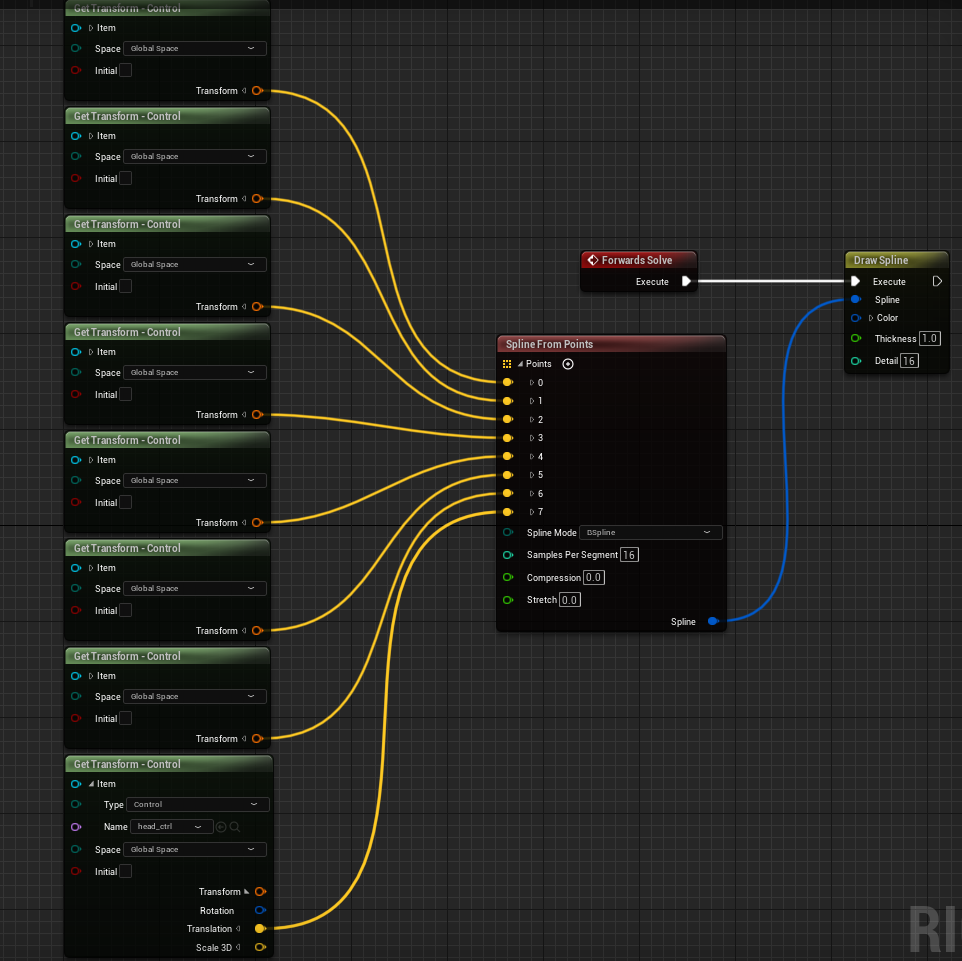 Get Transform - Control
Item
Space Global Space
Initial
Transform
Get Transform - Control
Item
Space Global Space
Initial
Transform
Get Transform - Control
Item
Space Global Space
Initial
Transform
Get Transform - Control
Item
Space Global Space
Initial
Transform
Get Transform - Control
Item
Space Global Space
Initial
Transform
Get Transform - Control
Item
Space Global Space
Initial
Transform
Get Transform - Control
Item
Space Global Space
Initial
Transform
Get Transform - Control
Item
Type Control
Name head_ctrl
Space Global Space
Initial
Transform
Rotation
Translation
Scale 3D
Forwards Solve
Execute
Spline From Points
Points
0
1
2
3
4
5
6
7
Spline Mode BSpline
Samples Per Segment 16
Compression 0.0
Stretch 0.0
Spline
Draw Spline
Execute
Spline
Color
Thickness 1.0
Detail 16
RI